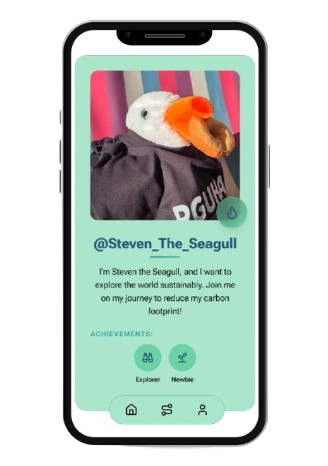 RGUHA
@Steven_The_Seagull
I'm Steven the Seagull, and I want to
explore the world sustainably. Join me
on my journey to reduce my carbon
footprint!
ACHIEVEMENTS:
Explorer Newbie